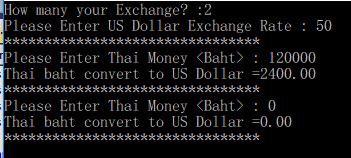 How many your Exchange? :2
Please Enter US Dollar Exchange Rate : 50
********************************
Please Enter Thai Money <Baht> : 120000
Thai baht convert to US Dollar =2400.00
********************************
Please Enter Thai Money <Baht> : 0
Thai baht convert to US Dollar =0.00
********************************